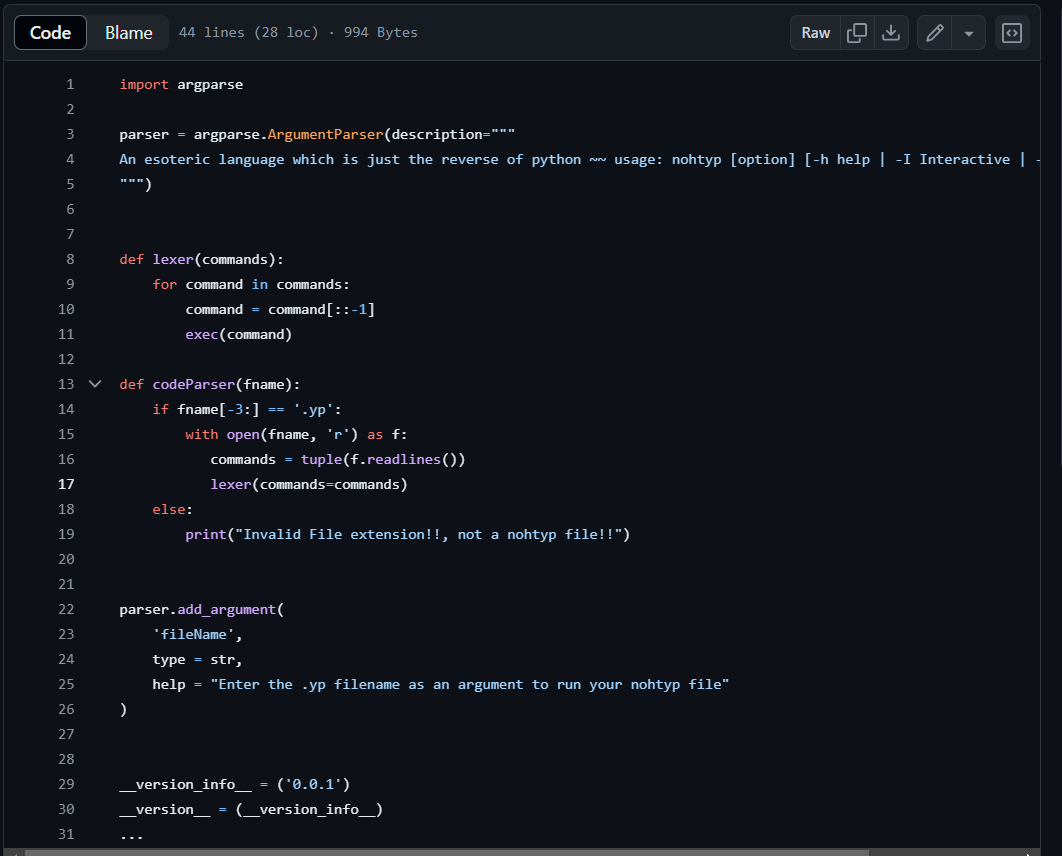 Code Blame 44 lines (28 loc) · 994 Bytes Raw
1 import argparse
2
3 parser = argparse.ArgumentParser(description="""
4 An esoteric language which is just the reverse of python ~~ usage: nohtyp [option] [-h help | -I Interactive | -
5 """)
6
7
8 def lexer(commands):
9     for command in commands:
10         command = command[::-1]
11         exec(command)
12
13 def codeParser(fname):
14     if fname[-3:] == '.yp':
15         with open(fname, 'r') as f:
16            commands = tuple(f.readlines())
17            lexer(commands=commands)
18     else:
19         print("Invalid File extension!!, not a nohtyp file!!")
20
21
22 parser.add_argument(
23     'fileName',
24     type = str,
25     help = "Enter the .yp filename as an argument to run your nohtyp file"
26 )
27
28
29 __version_info__ = ('0.0.1')
30 __version__ = (__version_info__)
31 ...